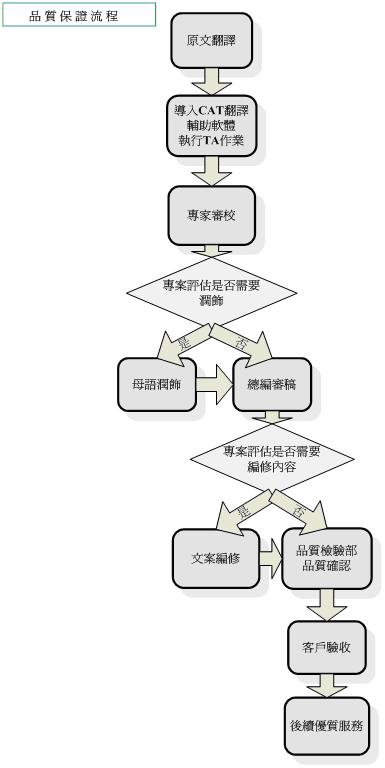 品質保證流程
原文翻譯
導入CAT翻譯
輔助軟體
執行TA作業
專家審校
專案評估是否需要
潤飾
是
否
母語潤飾
總編審稿
專案評估是否需要
編修內容
是
否
文案編修
品質檢驗部
品質確認
客戶驗收
後續優質服務